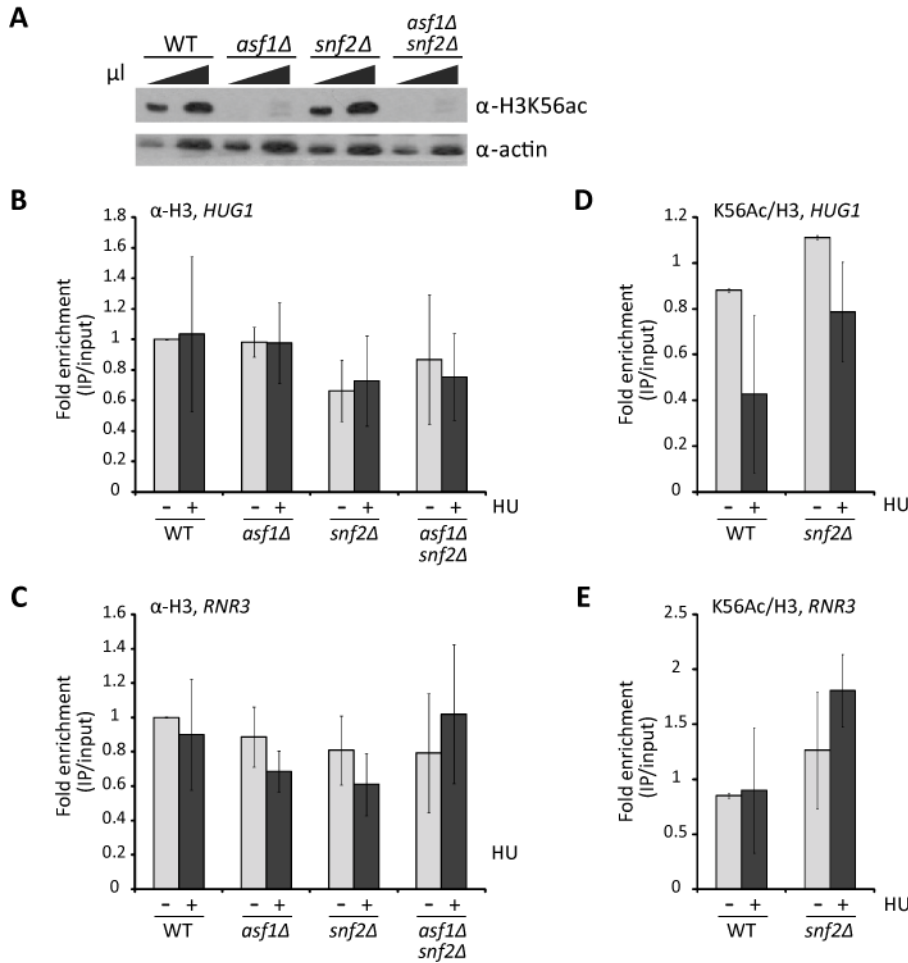 A
WT asf1Δ snf2Δ asf1Δ snf2Δ
µl
α-H3K56ac
α-actin
B
α-H3, HUG1
Fold enrichment (IP/input)
1.8
1.6
1.4
1.2
1
0.8
0.6
0.4
0.2
0
- + - + - + - + HU
WT asf1Δ snf2Δ asf1Δ snf2Δ
D
K56Ac/H3, HUG1
Fold enrichment (IP/input)
1.2
1
0.8
0.6
0.4
0.2
0
- + - + HU
WT snf2Δ
C
α-H3, RNR3
Fold enrichment (IP/input)
1.6
1.4
1.2
1
0.8
0.6
0.4
0.2
0
HU
- + - + - + - +
WT asf1Δ snf2Δ asf1Δ snf2Δ
E
K56Ac/H3, RNR3
Fold enrichment (IP/input)
2.5
2
1.5
1
0.5
0
- + - + HU
WT snf2Δ